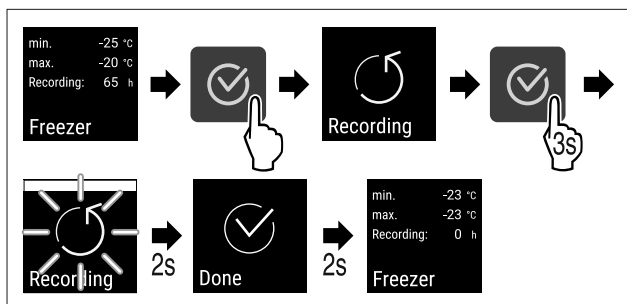 min. -25 °C
max. -20 °C
Recording: 65 h
Freezer
Recording
3s
Recording
2s
Done
2s
min. -23 °C
max. -23 °C
Recording: 0 h
Freezer